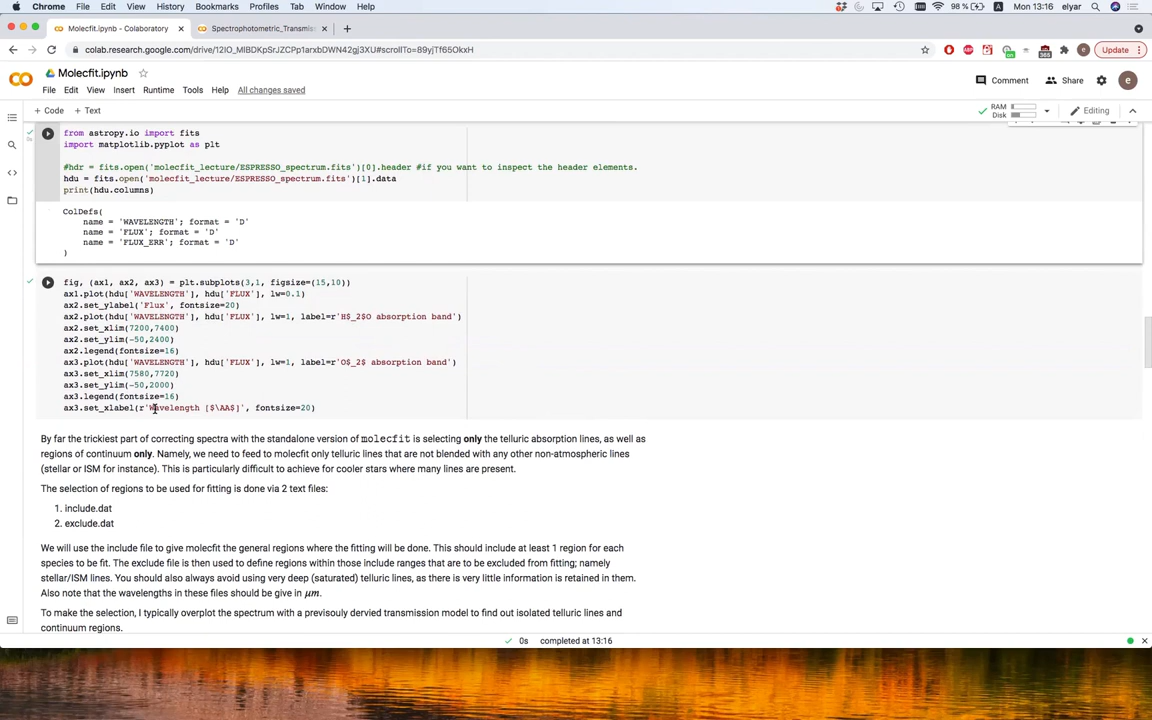 Chrome File Edit View History Bookmarks Profiles Tab Window Help 98 % Mon 13:16 elyar
Molecfit.ipynb - Colaboratory Spectrophotometric_Transmiss
colab.research.google.com/drive/12IO_MIBDKpSrJZCPp1arxbDWN42gj3XU#scrollTo=89yjTf65OkxH Update
Molecfit.ipynb
Comment Share e
File Edit View Insert Runtime Tools Help All changes saved
+ Code + Text RAM Disk Editing
from astropy.io import fits
import matplotlib.pyplot as plt
#hdr = fits.open('molecfit_lecture/ESPRESSO_spectrum.fits')[0].header #if you want to inspect the header elements.
hdu = fits.open('molecfit_lecture/ESPRESSO_spectrum.fits')[1].data
print(hdu.columns)
ColDefs(
name = 'WAVELENGTH'; format = 'D'
name = 'FLUX'; format = 'D'
name = 'FLUX_ERR'; format = 'D'
)
fig, (ax1, ax2, ax3) = plt.subplots(3,1, figsize=(15,10))
ax1.plot(hdu['WAVELENGTH'], hdu['FLUX'], lw=0.1)
ax2.set_ylabel('Flux', fontsize=20)
ax2.plot(hdu['WAVELENGTH'], hdu['FLUX'], lw=1, label=r'H$_2$O absorption band')
ax2.set_xlim(7200,7400)
ax2.set_ylim(-50,2400)
ax2.legend(fontsize=16)
ax3.plot(hdu['WAVELENGTH'], hdu['FLUX'], lw=1, label=r'O$_2$ absorption band')
ax3.set_xlim(7580,7720)
ax3.set_ylim(-50,2000)
ax3.legend(fontsize=16)
ax3.set_xlabel(r'Wavelength [$\AA$]', fontsize=20)
By far the trickiest part of correcting spectra with the standalone version of molecfit is selecting only the telluric absorption lines, as well as
regions of continuum only. Namely, we need to feed to molecfit only telluric lines that are not blended with any other non-atmospheric lines
(stellar or ISM for instance). This is particularly difficult to achieve for cooler stars where many lines are present.
The selection of regions to be used for fitting is done via 2 text files:
1. include.dat
2. exclude.dat
We will use the include file to give molecfit the general regions where the fitting will be done. This should include at least 1 region for each
species to be fit. The exclude file is then used to define regions within those include ranges that are to be excluded from fitting; namely
stellar/ISM lines. You should also always avoid using very deep (saturated) telluric lines, as there is very little information is retained in them.
Also note that the wavelengths in these files should be give in μm.
To make the selection, I typically overplot the spectrum with a previsouly dervied transmission model to find out isolated telluric lines and
continuum regions.
0s completed at 13:16